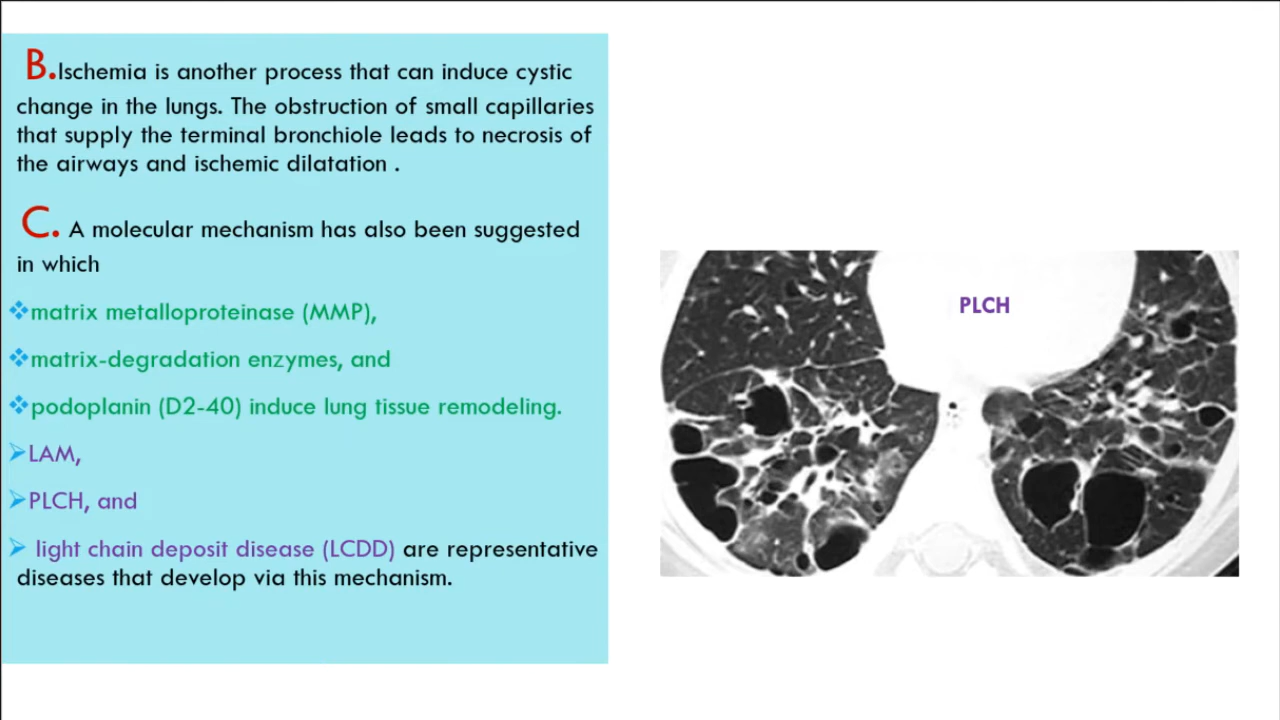 B.Ischemia is another process that can induce cystic
change in the lungs. The obstruction of small capillaries
that supply the terminal bronchiole leads to necrosis of
the airways and ischemic dilatation .
C. A molecular mechanism has also been suggested
in which
❖matrix metalloproteinase (MMP),
❖matrix-degradation enzymes, and
❖podoplanin (D2-40) induce lung tissue remodeling.
➢LAM,
➢PLCH, and
➢ light chain deposit disease (LCDD) are representative
diseases that develop via this mechanism.
PLCH